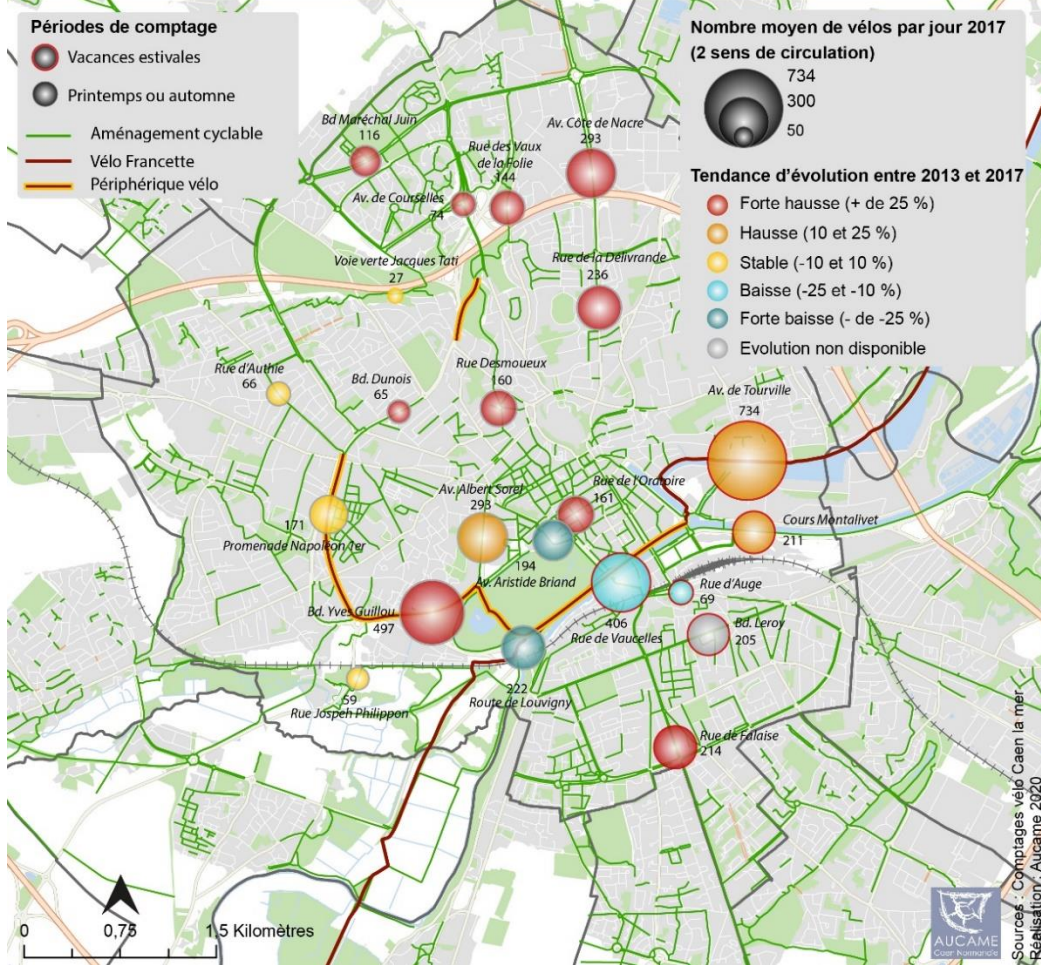 Périodes de comptage
Vacances estivales
Printemps ou automne
Aménagement cyclable
Vélo Francette
Périphérique vélo
Nombre moyen de vélos par jour 2017
(2 sens de circulation)
734
300
50
Tendance d'évolution entre 2013 et 2017
Forte hausse (+ de 25 %)
Hausse (10 et 25 %)
Stable (-10 et 10 %)
Baisse (-25 et -10 %)
Forte baisse (- de -25 %)
Evolution non disponible
Bd Maréchal Juin
116
Rue des Vaux
de la Folie
144
Av. Côte de Nacre
293
Av. de Courselles
74
Voie verte Jacques Tati
27
Rue de la Délivrande
236
Rue d'Authie
66
Bd. Dunois
65
Rue Desmoueux
160
Av. de Tourville
734
Av. Albert Sorel
293
Rue de l'Oratoire
161
171
Promenade Napoléon 1er
194
Av. Aristide Briand
Cours Montalivet
211
Bd. Yves Guillou
497
406
Rue de Vaucelles
Rue d'Auge
69
Bd. Leroy
205
59
Rue Jospeh Philippon
222
Route de Louvigny
Rue de Falaise
214
0
0,75
1,5 Kilomètres
AUCAME
Caen Normandie
Sources : Comptages vélo Caen la mer
Réalisation : Aucame 2020